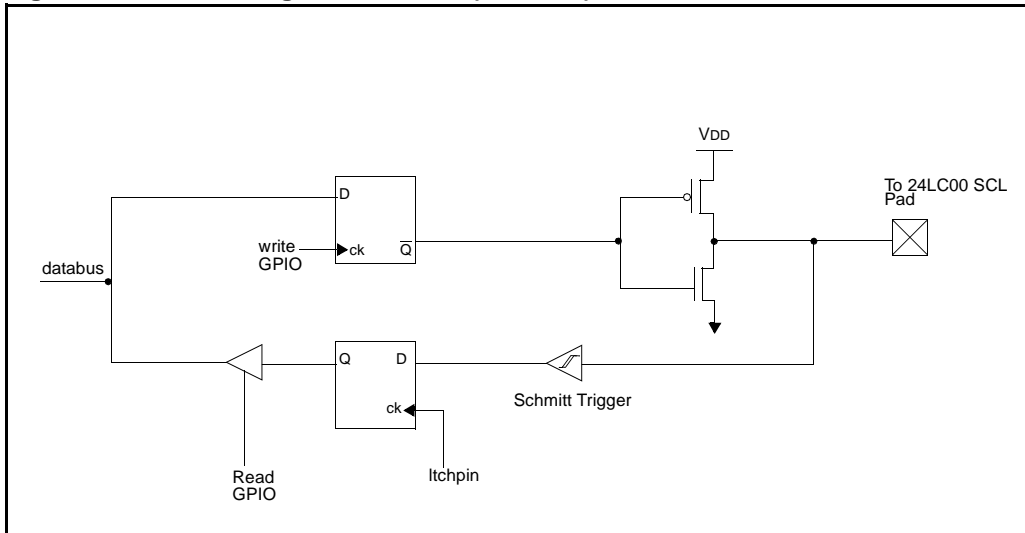 VDD
To 24LC00 SCL
Pad
D
write
GPIO
ck
Q
databus
Q
D
Schmitt Trigger
ck
Read
GPIO
ltchpin